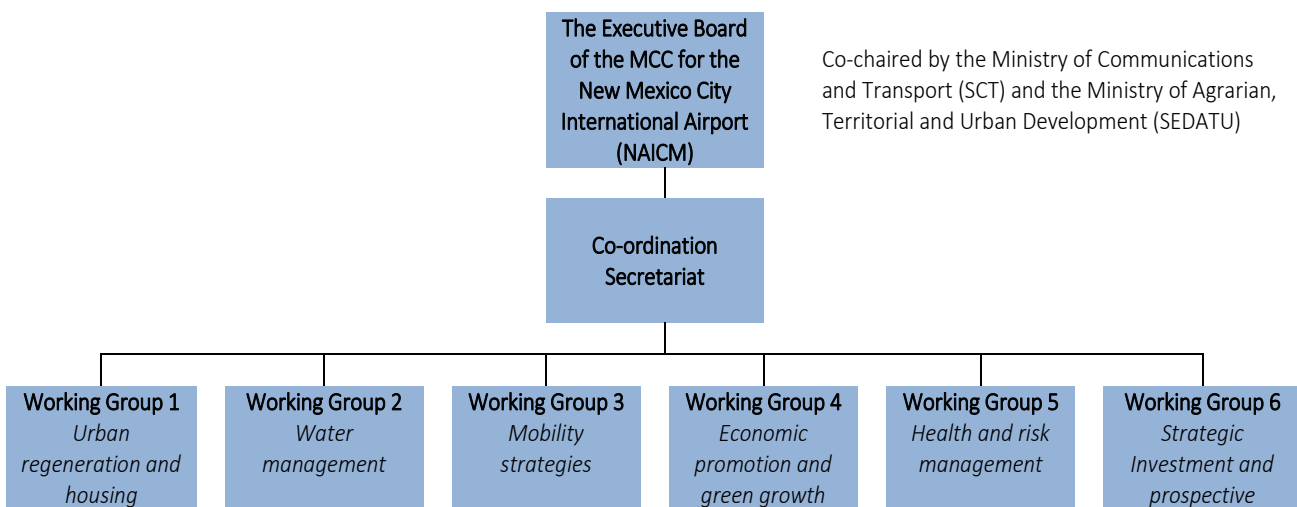 The Executive Board
of the MCC for the
New Mexico City
International Airport
(NAICM)
Co-chaired by the Ministry of Communications
and Transport (SCT) and the Ministry of Agrarian,
Territorial and Urban Development (SEDATU)
Co-ordination
Secretariat
Working Group 1
Urban
regeneration and
housing
Working Group 2
Water
management
Working Group 3
Mobility
strategies
Working Group 4
Economic
promotion and
green growth
Working Group 5
Health and risk
management
Working Group 6
Strategic
Investment and
prospective